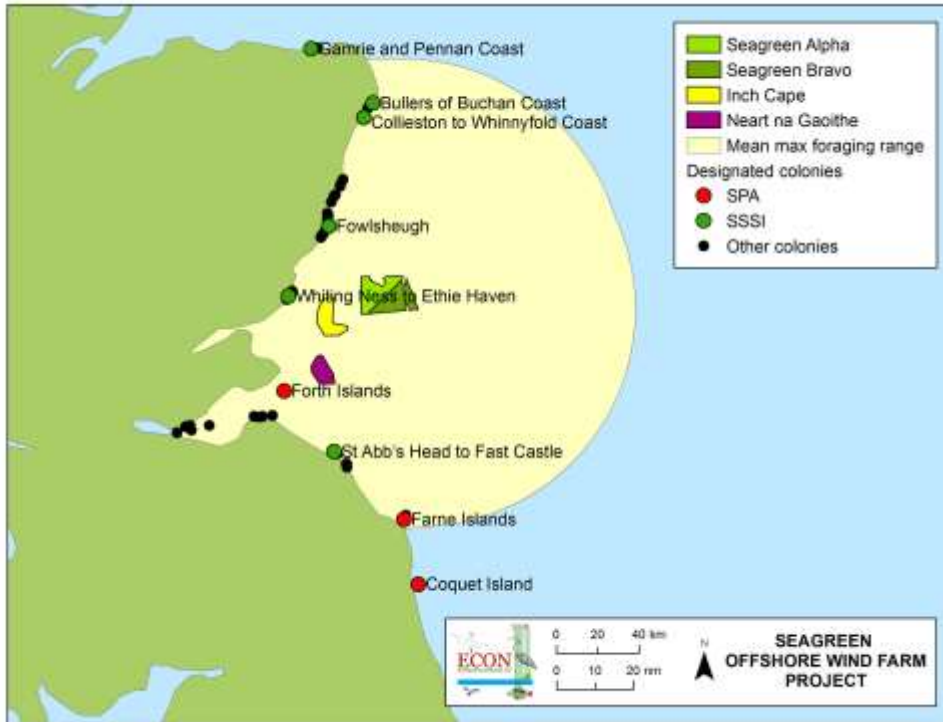 Gamrie and Pennan Coast
Bullers of Buchan Coast
Collieston to Whinnyfold Coast
Fowlsheugh
Whiting Ness to Ethie Haven
Forth Islands
St Abb's Head to Fast Castle
Farne Islands
Coquet Island
Seagreen Alpha
Seagreen Bravo
Inch Cape
Neart na Gaoithe
Mean max foraging range
Designated colonies
SPA
SSSI
Other colonies
ECON
0 20 40 km
0 10 20 nm
N
SEAGREEN
OFFSHORE WIND FARM
PROJECT